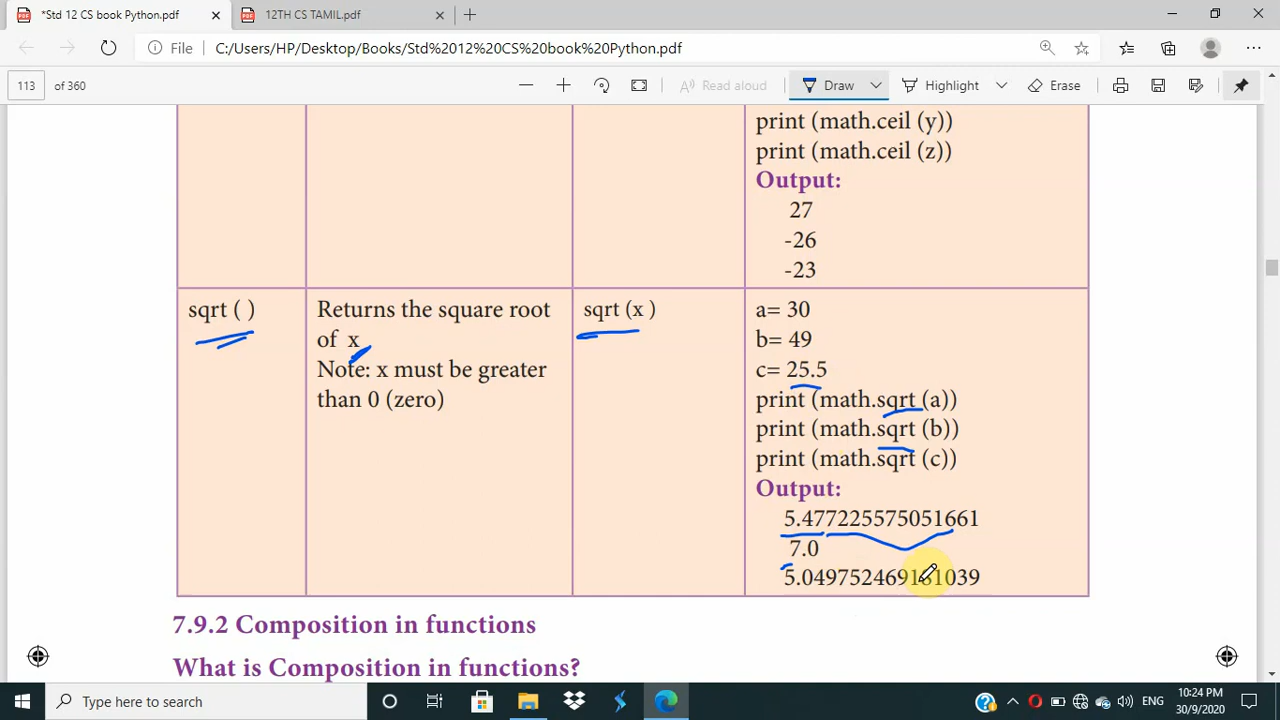 *Std 12 CS book Python.pdf
12TH CS TAMIL.pdf
File
C:/Users/HP/Desktop/Books/Std%2012%20CS%20book%20Python.pdf
113 of 360
Read aloud
Draw
Highlight
Erase
print (math.ceil (y))
print (math.ceil (z))
Output:
27
-26
-23
sqrt ( )
Returns the square root
of x
Note: x must be greater
than 0 (zero)
sqrt (x )
a= 30
b= 49
c= 25.5
print (math.sqrt (a))
print (math.sqrt (b))
print (math.sqrt (c))
Output:
5.477225575051661
7.0
5.049752469181039
7.9.2 Composition in functions
What is Composition in functions?
Type here to search
ENG
10:24 PM
30/9/2020